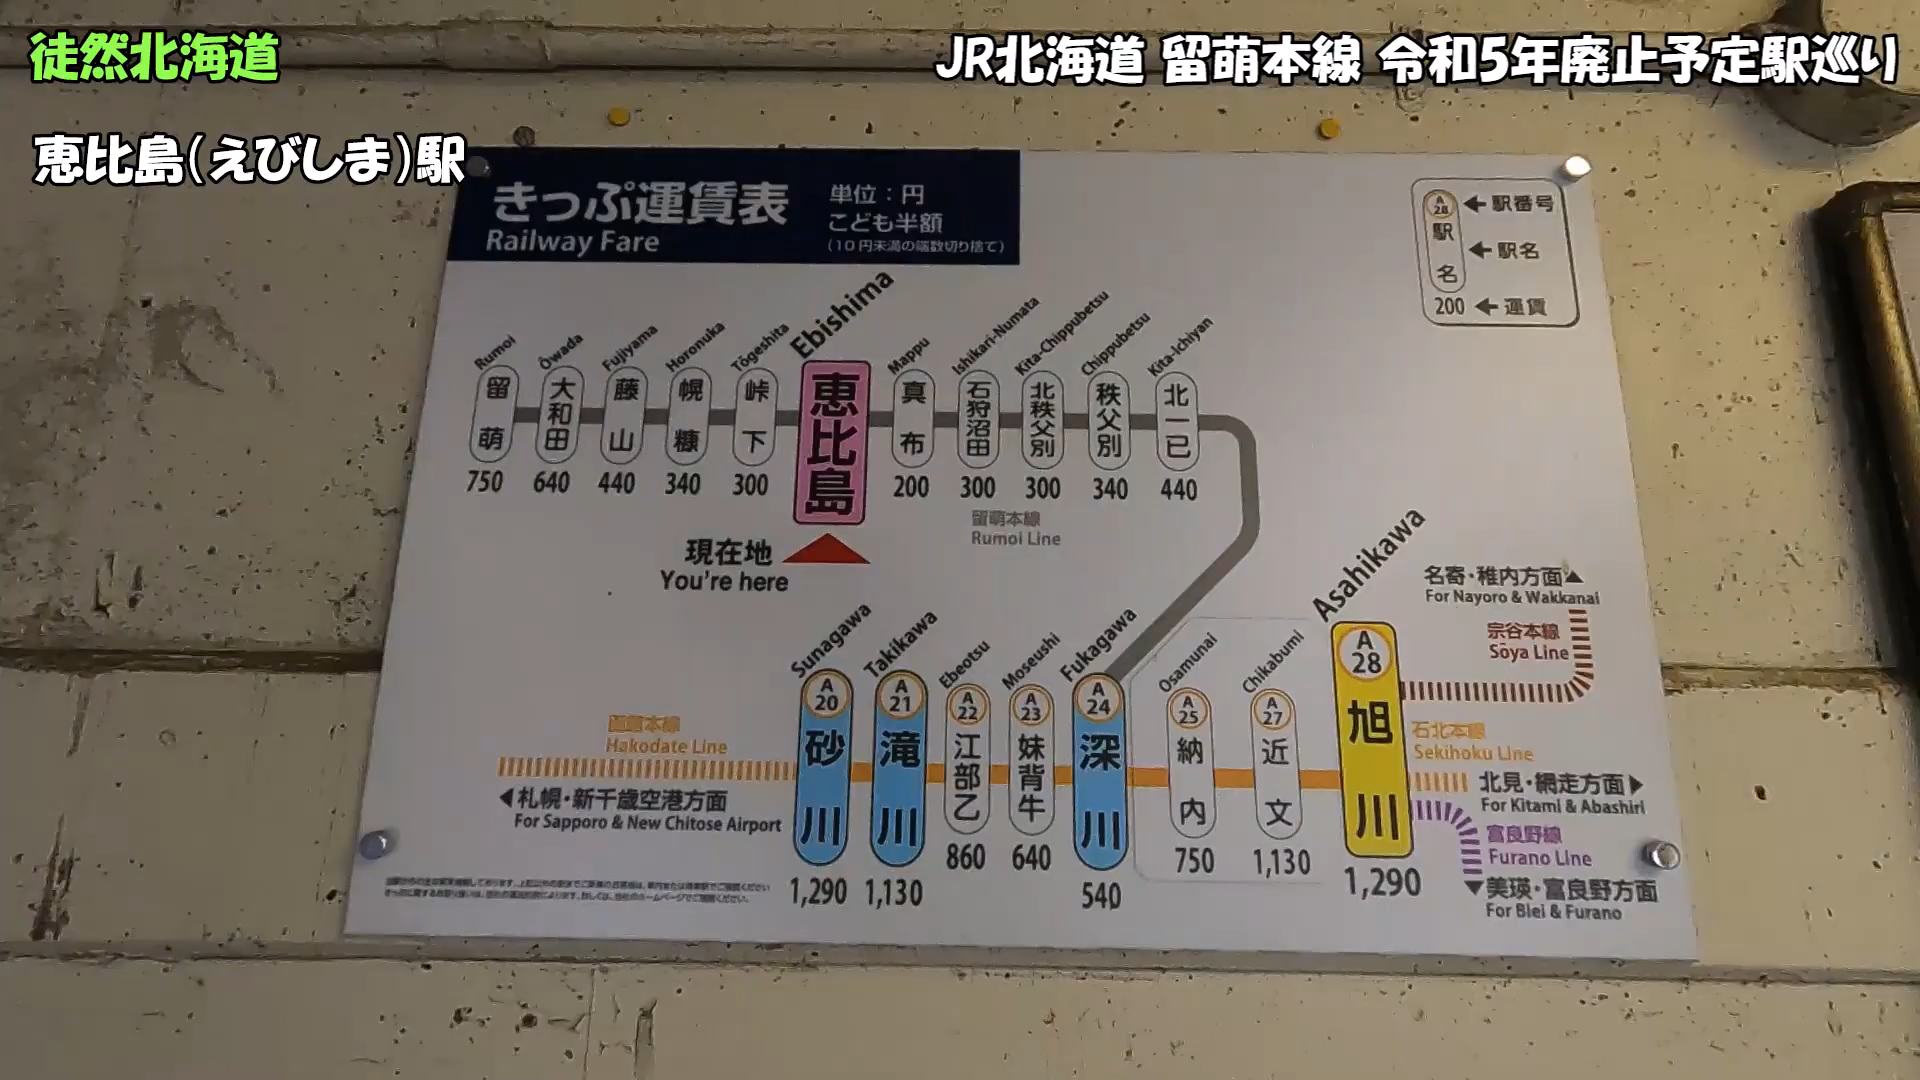 徒然北海道
JR北海道 留萌本線 令和5年廃止予定駅巡り
恵比島(えびしま)駅
きっぷ運賃表
Railway Fare
単位：円
こども半額
(10円未満の端数切り捨て)
A 28 ←駅番号
駅名 ←駅名
200 ←運賃
Rumoi Ōwada Fujiyama Horonuka Tōgeshita Ebishima Mappu Ishikari-Numata Kita-Chippubetsu Chippubetsu Kita-Ichiyan
留萌 大和田 藤山 幌糠 峠下 恵比島 真布 石狩沼田 北秩父別 秩父別 北一已
750 640 440 340 300 200 300 300 340 440
留萌本線
Rumoi Line
現在地
You're here
名寄・稚内方面▲
For Nayoro & Wakkanai
宗谷本線
Sōya Line
Sunagawa Takikawa Ebeotsu Moseushi Fukagawa Osamunai Chikabumi Asahikawa
A 20 A 21 A 22 A 23 A 24 A 25 A 27 A 28
砂川 滝川 江部乙 妹背牛 深川 納内 近文 旭川
1,290 1,130 860 640 540 750 1,130 1,290
函館本線
Hakodate Line
◀札幌・新千歳空港方面
For Sapporo & New Chitose Airport
石北本線
Sekihoku Line
北見・網走方面▶
For Kitami & Abashiri
富良野線
Furano Line
▼美瑛・富良野方面
For Biei & Furano